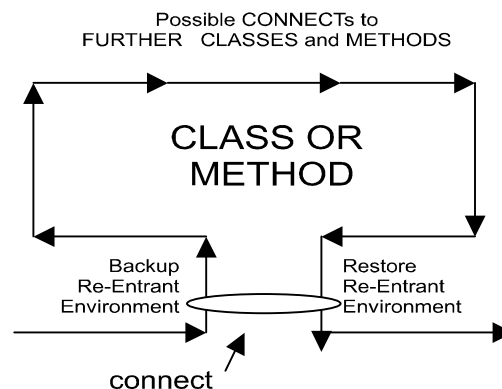 Possible CONNECTs to
FURTHER CLASSES and METHODS
CLASS OR
METHOD
Backup
Re-Entrant
Environment
Restore
Re-Entrant
Environment
connect